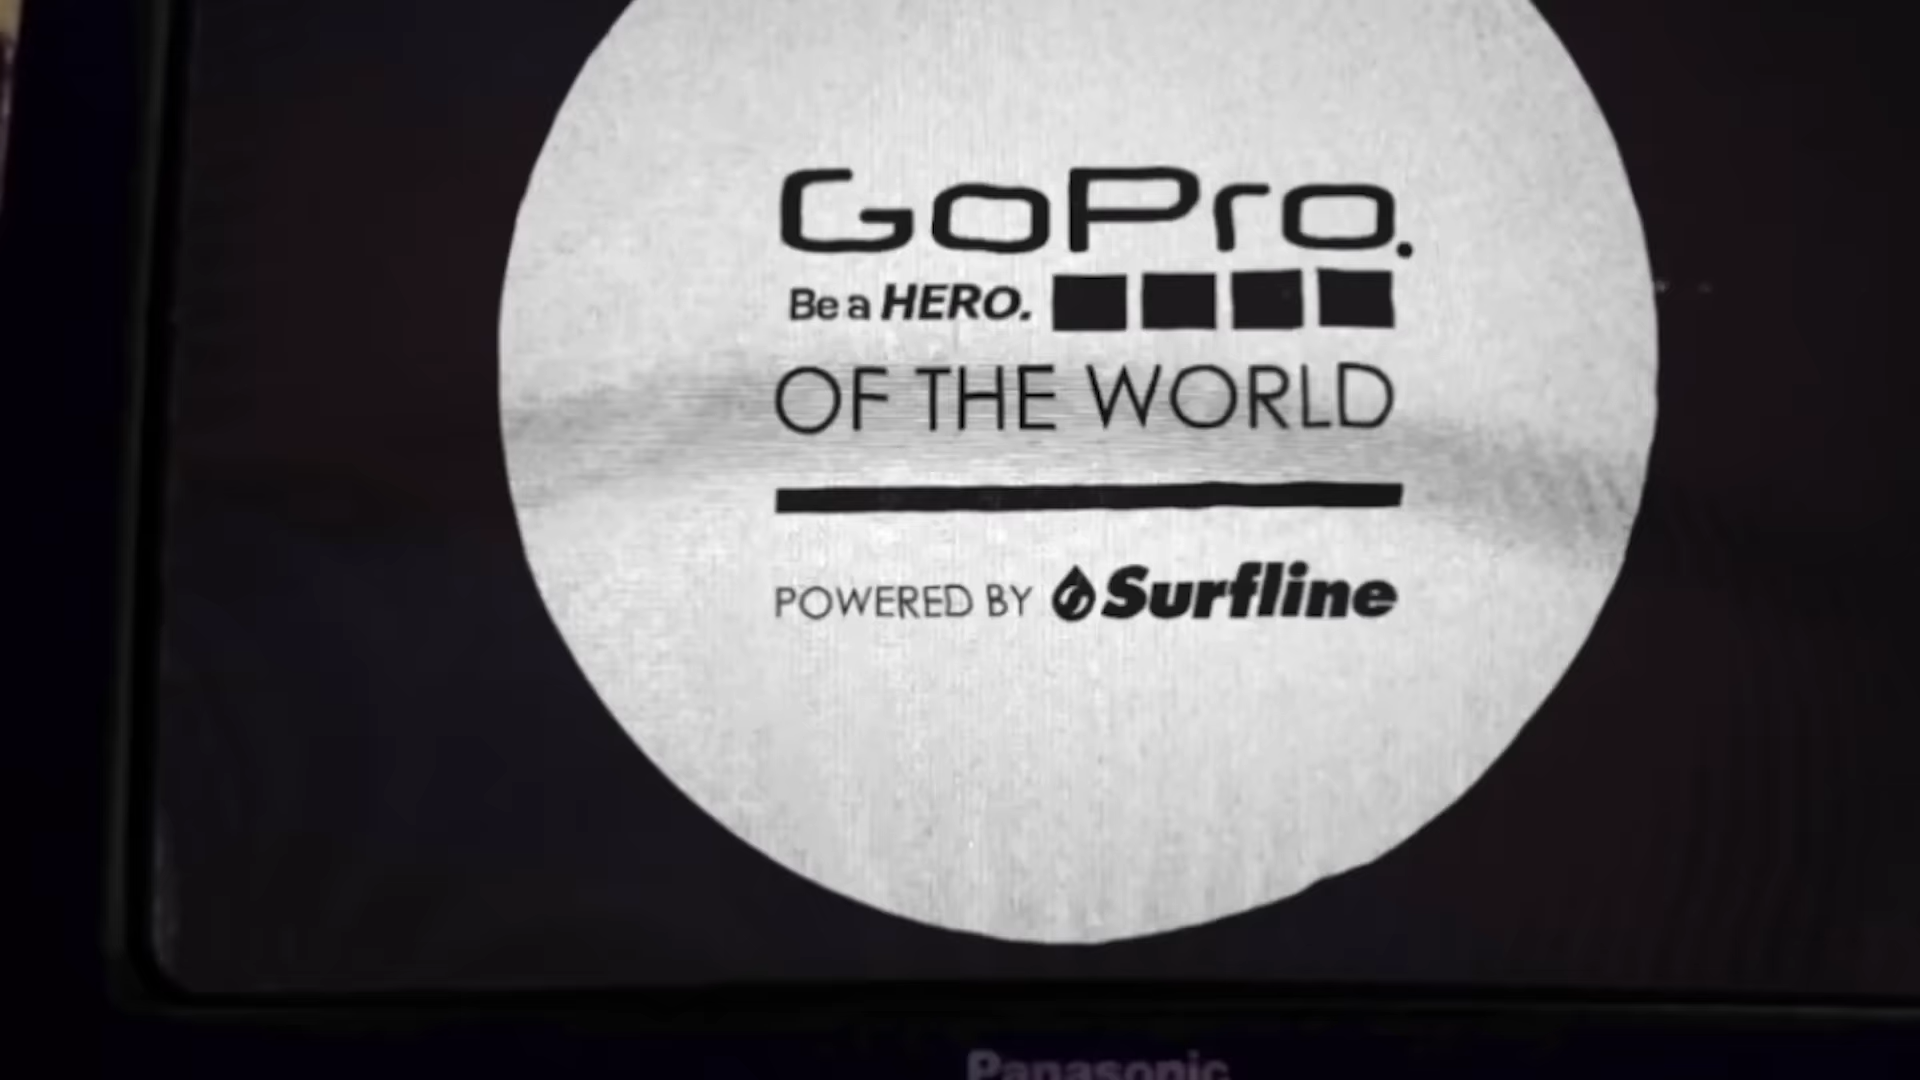 GoPro.
Be a HERO.
OF THE WORLD
POWERED BY Surfline
Panasonic